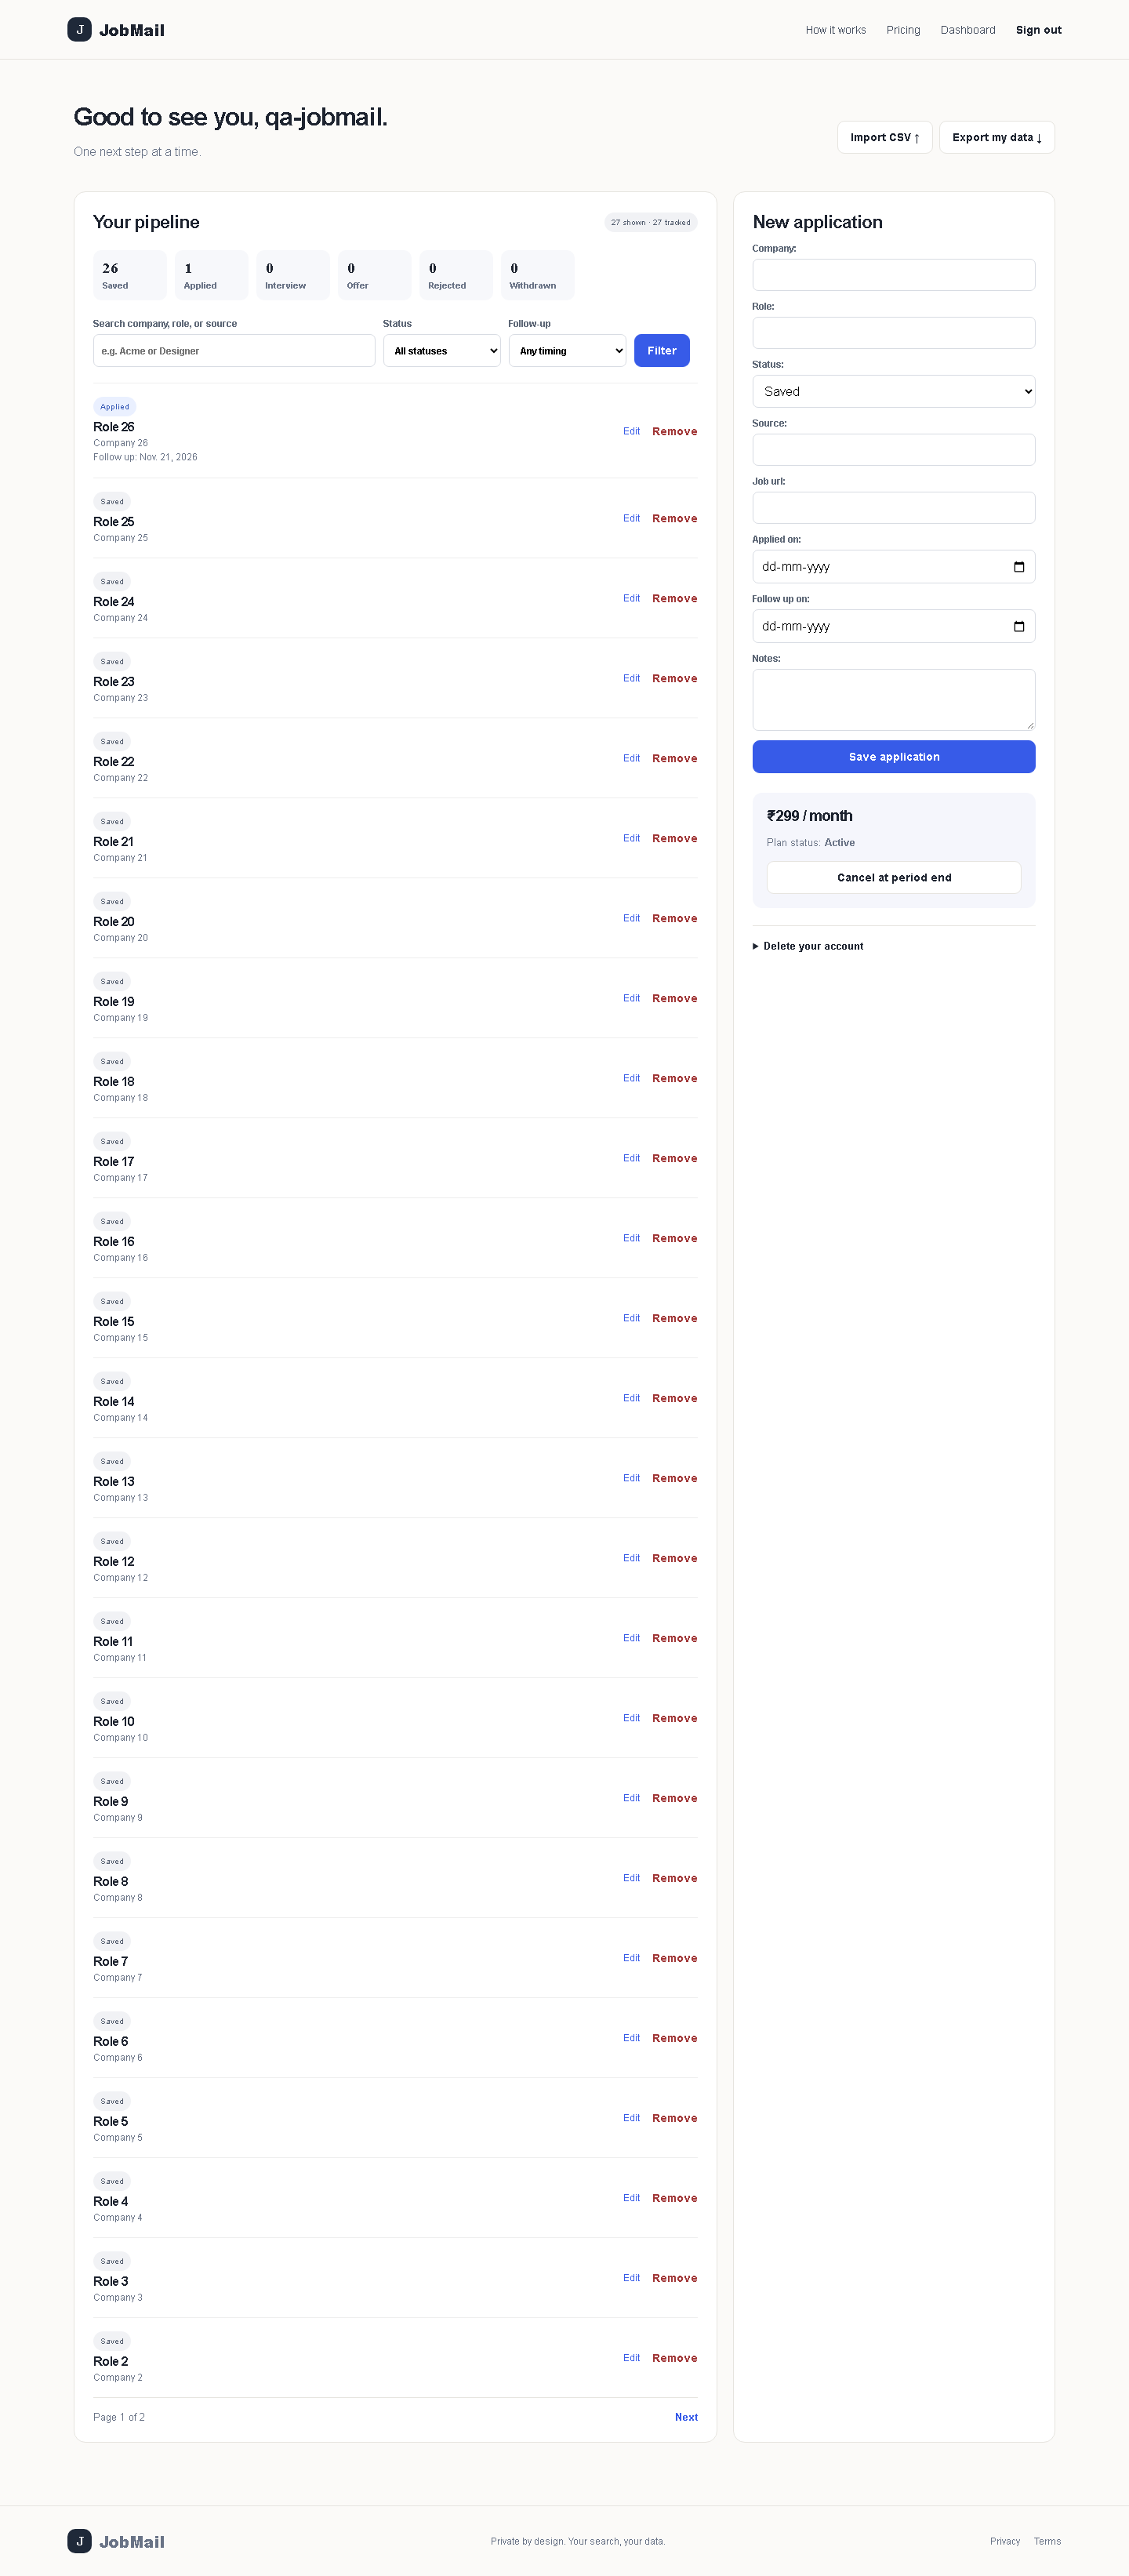 J JobMail
How it works Pricing Dashboard Sign out
Good to see you, qa-jobmail.
One next step at a time.
Import CSV ↑ Export my data ↓
Your pipeline
27 shown · 27 tracked
26 1 0 0 0 0
Saved Applied Interview Offer Rejected Withdrawn
Search company, role, or source Status Follow-up
e.g. Acme or Designer All statuses Any timing Filter
Applied
Role 26
Company 26
Follow up: Nov. 21, 2026
Edit Remove
Saved
Role 25
Company 25
Edit Remove
Saved
Role 24
Company 24
Edit Remove
Saved
Role 23
Company 23
Edit Remove
Saved
Role 22
Company 22
Edit Remove
Saved
Role 21
Company 21
Edit Remove
Saved
Role 20
Company 20
Edit Remove
Saved
Role 19
Company 19
Edit Remove
Saved
Role 18
Company 18
Edit Remove
Saved
Role 17
Company 17
Edit Remove
Saved
Role 16
Company 16
Edit Remove
Saved
Role 15
Company 15
Edit Remove
Saved
Role 14
Company 14
Edit Remove
Saved
Role 13
Company 13
Edit Remove
Saved
Role 12
Company 12
Edit Remove
Saved
Role 11
Company 11
Edit Remove
Saved
Role 10
Company 10
Edit Remove
Saved
Role 9
Company 9
Edit Remove
Saved
Role 8
Company 8
Edit Remove
Saved
Role 7
Company 7
Edit Remove
Saved
Role 6
Company 6
Edit Remove
Saved
Role 5
Company 5
Edit Remove
Saved
Role 4
Company 4
Edit Remove
Saved
Role 3
Company 3
Edit Remove
Saved
Role 2
Company 2
Edit Remove
Page 1 of 2 Next
New application
Company:
Role:
Status:
Saved
Source:
Job url:
Applied on:
dd-mm-yyyy
Follow up on:
dd-mm-yyyy
Notes:
Save application
₹299 / month
Plan status: Active
Cancel at period end
Delete your account
J JobMail
Private by design. Your search, your data.
Privacy Terms